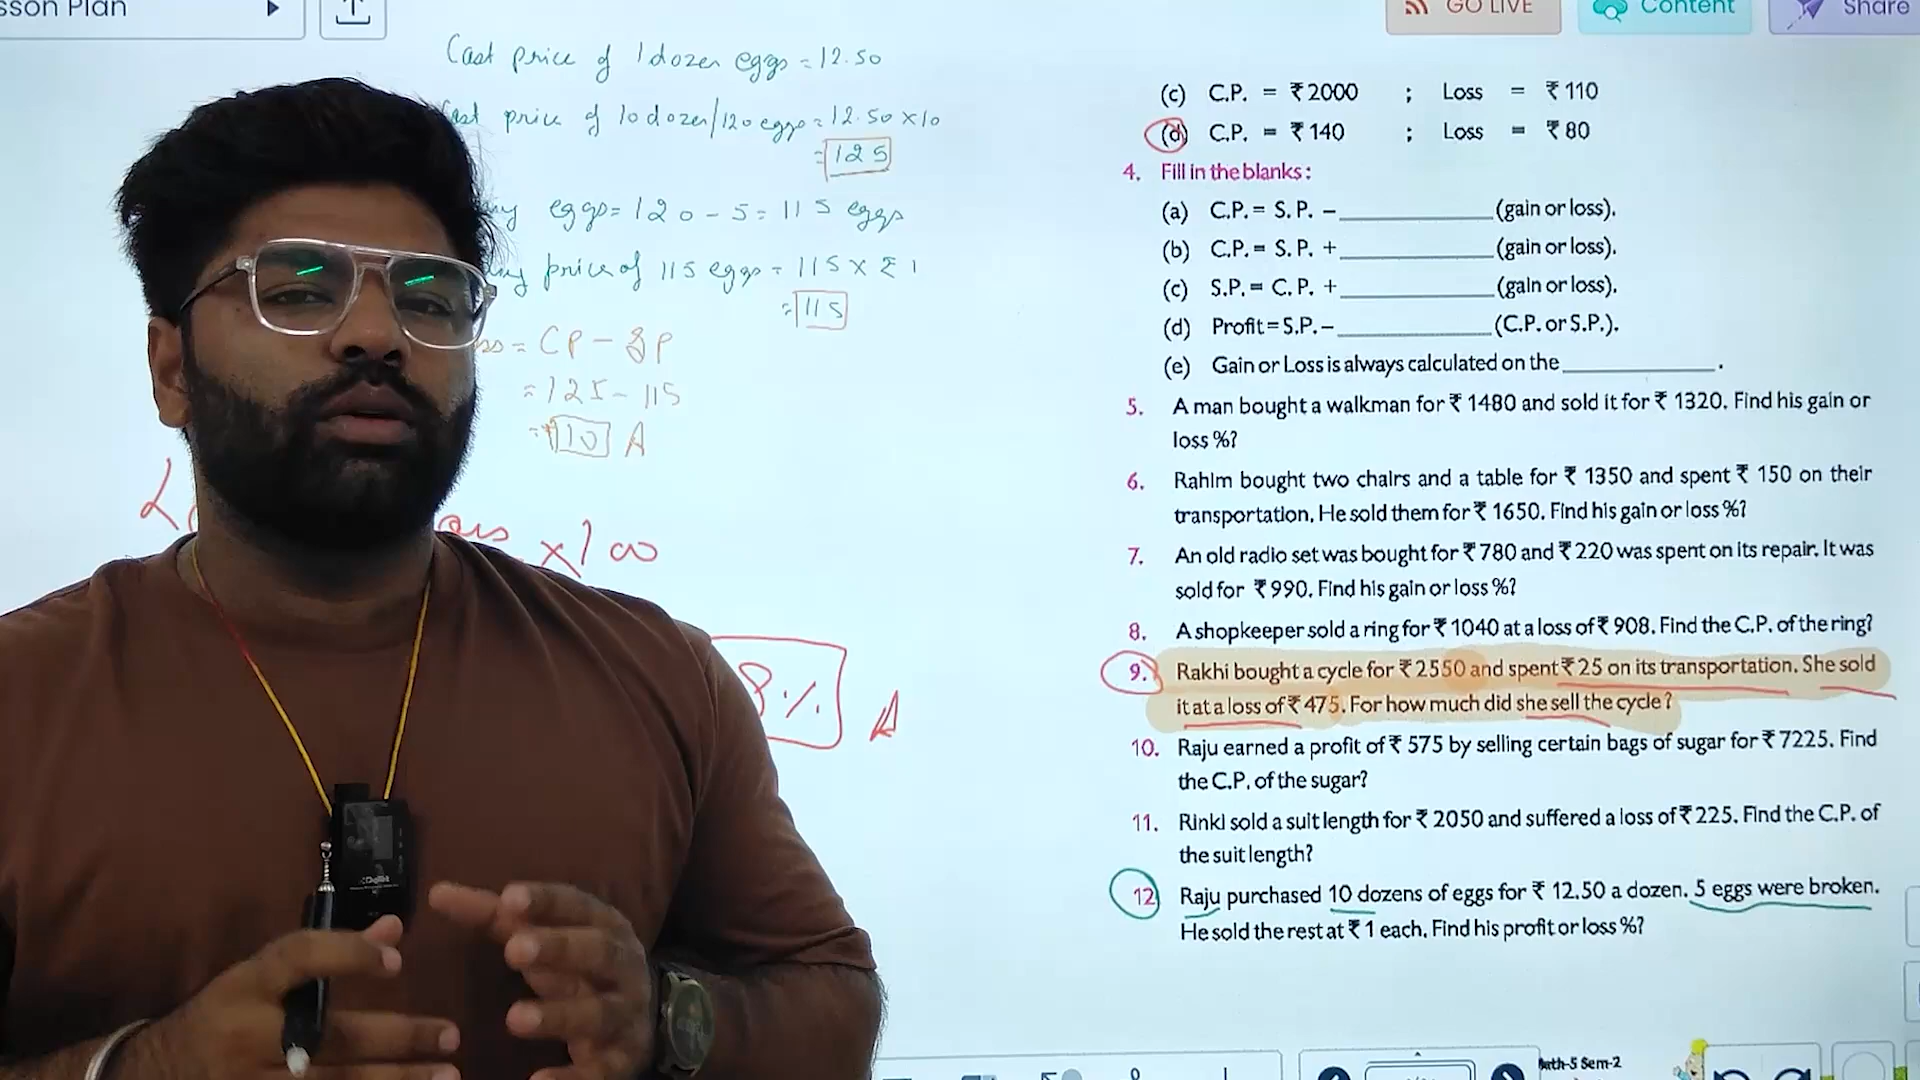 sson Plan
GO LIVE
Content
Share
Cast price of 1 dozen eggs = 12.50
price of 10 dozen/120 eggs = 12.50 x 10
= 125
eggs = 120 - 5 = 115 eggs
price of 115 eggs = 115 x ₹ 1
= 115
= CP - SP
= 125 - 115
= 10 A
x 100
8% A
(c) C.P. = ₹ 2000 ; Loss = ₹ 110
(d) C.P. = ₹ 140 ; Loss = ₹ 80
4. Fill in the blanks :
(a) C.P. = S. P. – ____________ (gain or loss).
(b) C.P. = S. P. + ____________ (gain or loss).
(c) S.P. = C. P. + ____________ (gain or loss).
(d) Profit = S.P. – ____________ (C.P. or S.P.).
(e) Gain or Loss is always calculated on the ____________ .
5. A man bought a walkman for ₹ 1480 and sold it for ₹ 1320. Find his gain or
loss %?
6. Rahim bought two chairs and a table for ₹ 1350 and spent ₹ 150 on their
transportation. He sold them for ₹ 1650. Find his gain or loss %?
7. An old radio set was bought for ₹ 780 and ₹ 220 was spent on its repair. It was
sold for ₹ 990. Find his gain or loss %?
8. A shopkeeper sold a ring for ₹ 1040 at a loss of ₹ 908. Find the C.P. of the ring?
9. Rakhi bought a cycle for ₹ 2550 and spent ₹ 25 on its transportation. She sold
it at a loss of ₹ 475. For how much did she sell the cycle?
10. Raju earned a profit of ₹ 575 by selling certain bags of sugar for ₹ 7225. Find
the C.P. of the sugar?
11. Rinki sold a suit length for ₹ 2050 and suffered a loss of ₹ 225. Find the C.P. of
the suit length?
12 Raju purchased 10 dozens of eggs for ₹ 12.50 a dozen. 5 eggs were broken.
He sold the rest at ₹ 1 each. Find his profit or loss %?
Math-5 Sem-2